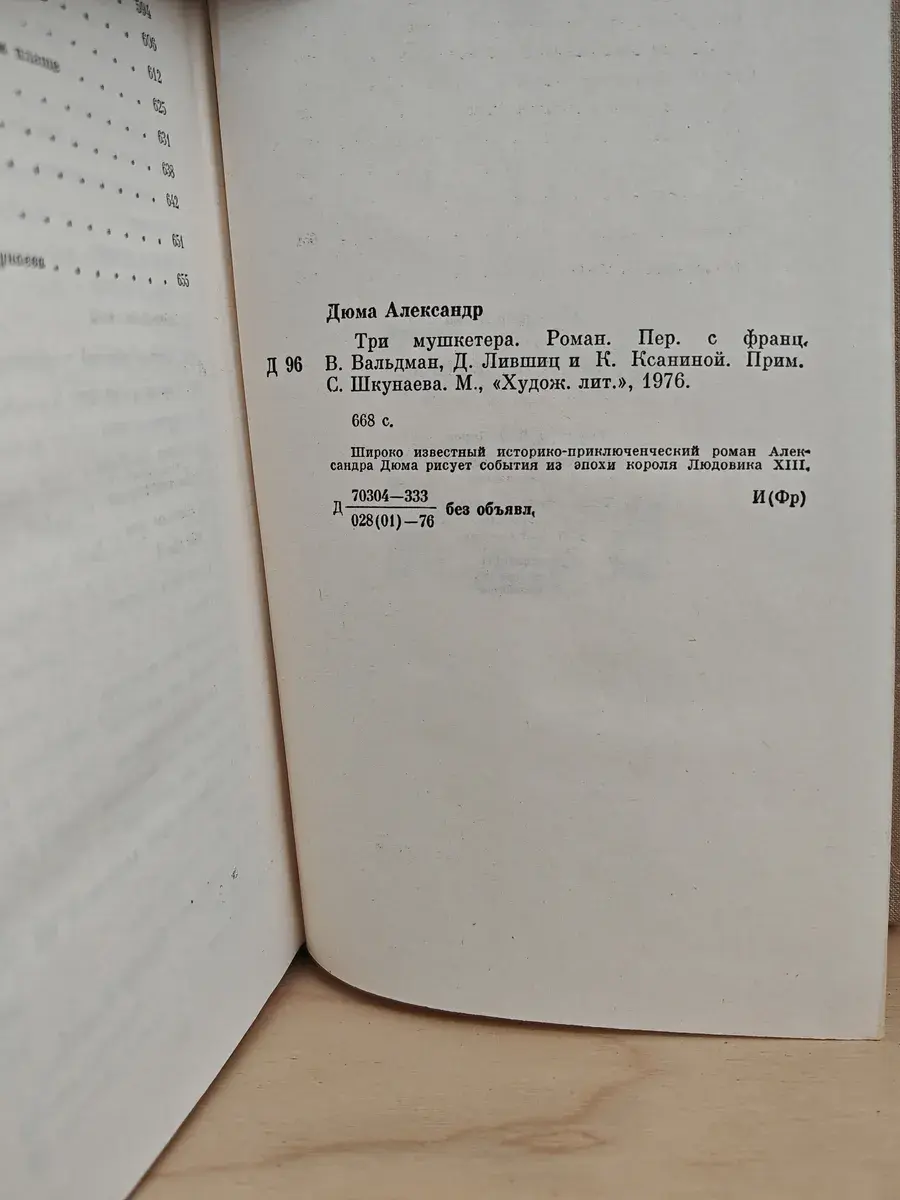 594
606
612
625
631
638
642
651
655
Дюма Александр
Три мушкетера. Роман. Пер. с франц.
Д 96 В. Вальдман, Д. Лившиц и К. Ксаниной. Прим.
С. Шкунаева. М., «Худож. лит.», 1976.
668 с.
Широко известный историко-приключенческий роман Алек-
сандра Дюма рисует события из эпохи короля Людовика XIII.
Д 70304—333
028(01)—76 без объявл. И(Фр)